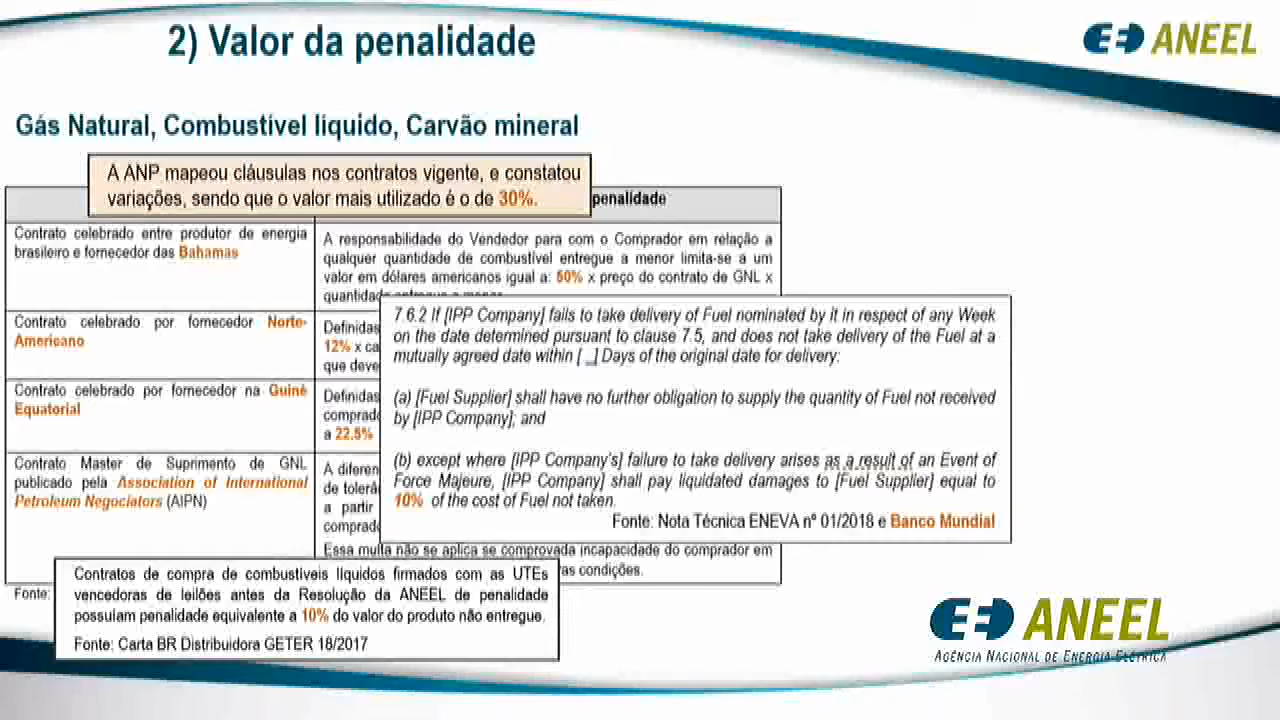 2) Valor da penalidade
ANEEL
Gás Natural, Combustível líquido, Carvão mineral
A ANP mapeou cláusulas nos contratos vigente, e constatou
variações, sendo que o valor mais utilizado é o de 30%.
penalidade
Contrato celebrado entre produtor de energia
brasileiro e fornecedor das Bahamas
A responsabilidade do Vendedor para com o Comprador em relação a
qualquer quantidade de combustível entregue a menor limita-se a um
valor em dólares americanos igual a: 50% x preço do contrato de GNL x
quantidade entregue a menor
Contrato celebrado por fornecedor Norte-
Americano
Definidas
12% x ca
que deve
Contrato celebrado por fornecedor na Guiné
Equatorial
Definidas
comprado
a 22.5%
Contrato Master de Suprimento de GNL
publicado pela Association of International
Petroleum Negociators (AIPN)
A diferen
de tolerâ
a partir
comprado
Essa multa não se aplica se comprovada incapacidade do comprador em
as condições.
7.6.2 If [IPP Company] fails to take delivery of Fuel nominated by it in respect of any Week
on the date determined pursuant to clause 7.5, and does not take delivery of the Fuel at a
mutually agreed date within [ _] Days of the original date for delivery:
(a) [Fuel Supplier] shall have no further obligation to supply the quantity of Fuel not received
by [IPP Company]; and
(b) except where [IPP Company's] failure to take delivery arises as a result of an Event of
Force Majeure, [IPP Company] shall pay liquidated damages to [Fuel Supplier] equal to
10% of the cost of Fuel not taken.
Fonte: Nota Técnica ENEVA nº 01/2018 e Banco Mundial
Fonte:
Contratos de compra de combustíveis líquidos firmados com as UTEs
vencedoras de leilões antes da Resolução da ANEEL de penalidade
possuíam penalidade equivalente a 10% do valor do produto não entregue.
Fonte: Carta BR Distribuidora GETER 18/2017
ANEEL
AGÊNCIA NACIONAL DE ENERGIA ELÉTRICA